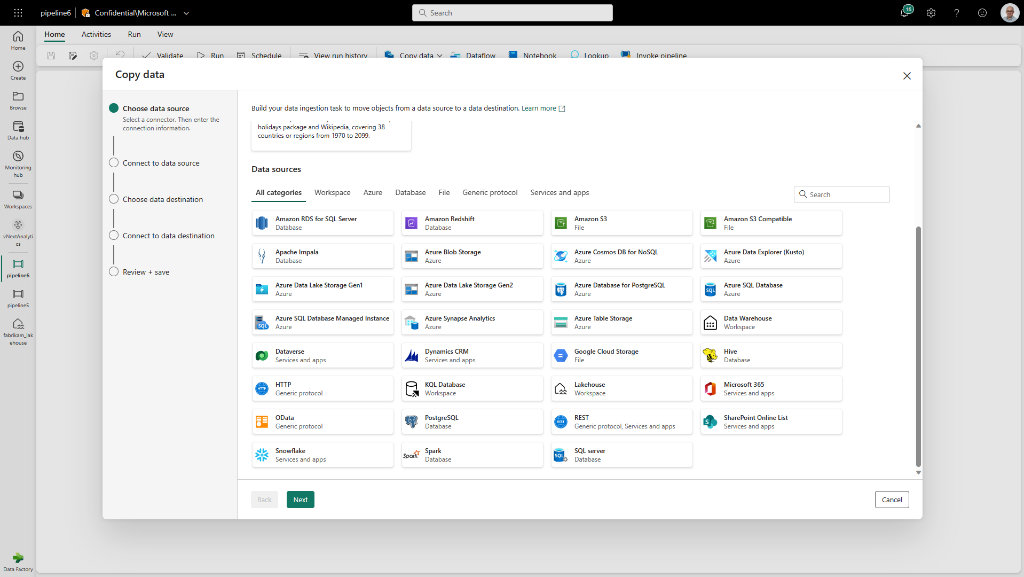 pipeline6 Confidential\Microsoft ...
Search
15
Home Activities Run View
Validate Run Schedule View run history Copy data Dataflow Notebook Lookup Invoke pipeline
Home
Create
Browse
Data hub
Monitoring
hub
Workspaces
pipeline6
pipeline5
Data Factory
Copy data
Choose data source
Select a connector. Then enter the
connection information.
Connect to data source
Choose data destination
Connect to data destination
Review + save
Build your data ingestion task to move objects from a data source to a data destination. Learn more
holidays package and Wikipedia, covering 38
countries or regions from 1970 to 2099.
Data sources
All categories Workspace Azure Database File Generic protocol Services and apps
Search
Amazon RDS for SQL Server
Database
Amazon Redshift
Database
Amazon S3
File
Amazon S3 Compatible
File
Apache Impala
Database
Azure Blob Storage
Azure
Azure Cosmos DB for NoSQL
Azure
Azure Data Explorer (Kusto)
Azure
Azure Data Lake Storage Gen1
Azure
Azure Data Lake Storage Gen2
Azure
Azure Database for PostgreSQL
Azure
Azure SQL Database
Azure
Azure SQL Database Managed Instance
Azure
Azure Synapse Analytics
Azure
Azure Table Storage
Azure
Data Warehouse
Workspace
Dataverse
Services and apps
Dynamics CRM
Services and apps
Google Cloud Storage
File
Hive
Database
HTTP
Generic protocol
KQL Database
Workspace
Lakehouse
Workspace
Microsoft 365
Services and apps
OData
Generic protocol
PostgreSQL
Database
REST
Generic protocol, Services and apps
SharePoint Online List
Services and apps
Snowflake
Services and apps
Spark
Database
SQL server
Database
Back Next
Cancel